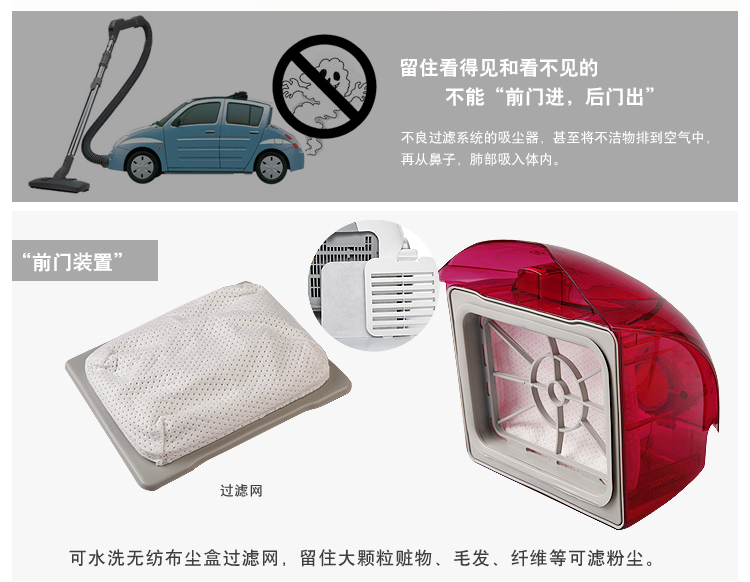 留住看得见和看不见的
不能“前门进，后门出”
不良过滤系统的吸尘器，甚至将不洁物排到空气中，
再从鼻子，肺部吸入体内。
“前门装置”
过滤网
可水洗无纺布尘盒过滤网，留住大颗粒赃物、毛发、纤维等可滤粉尘。